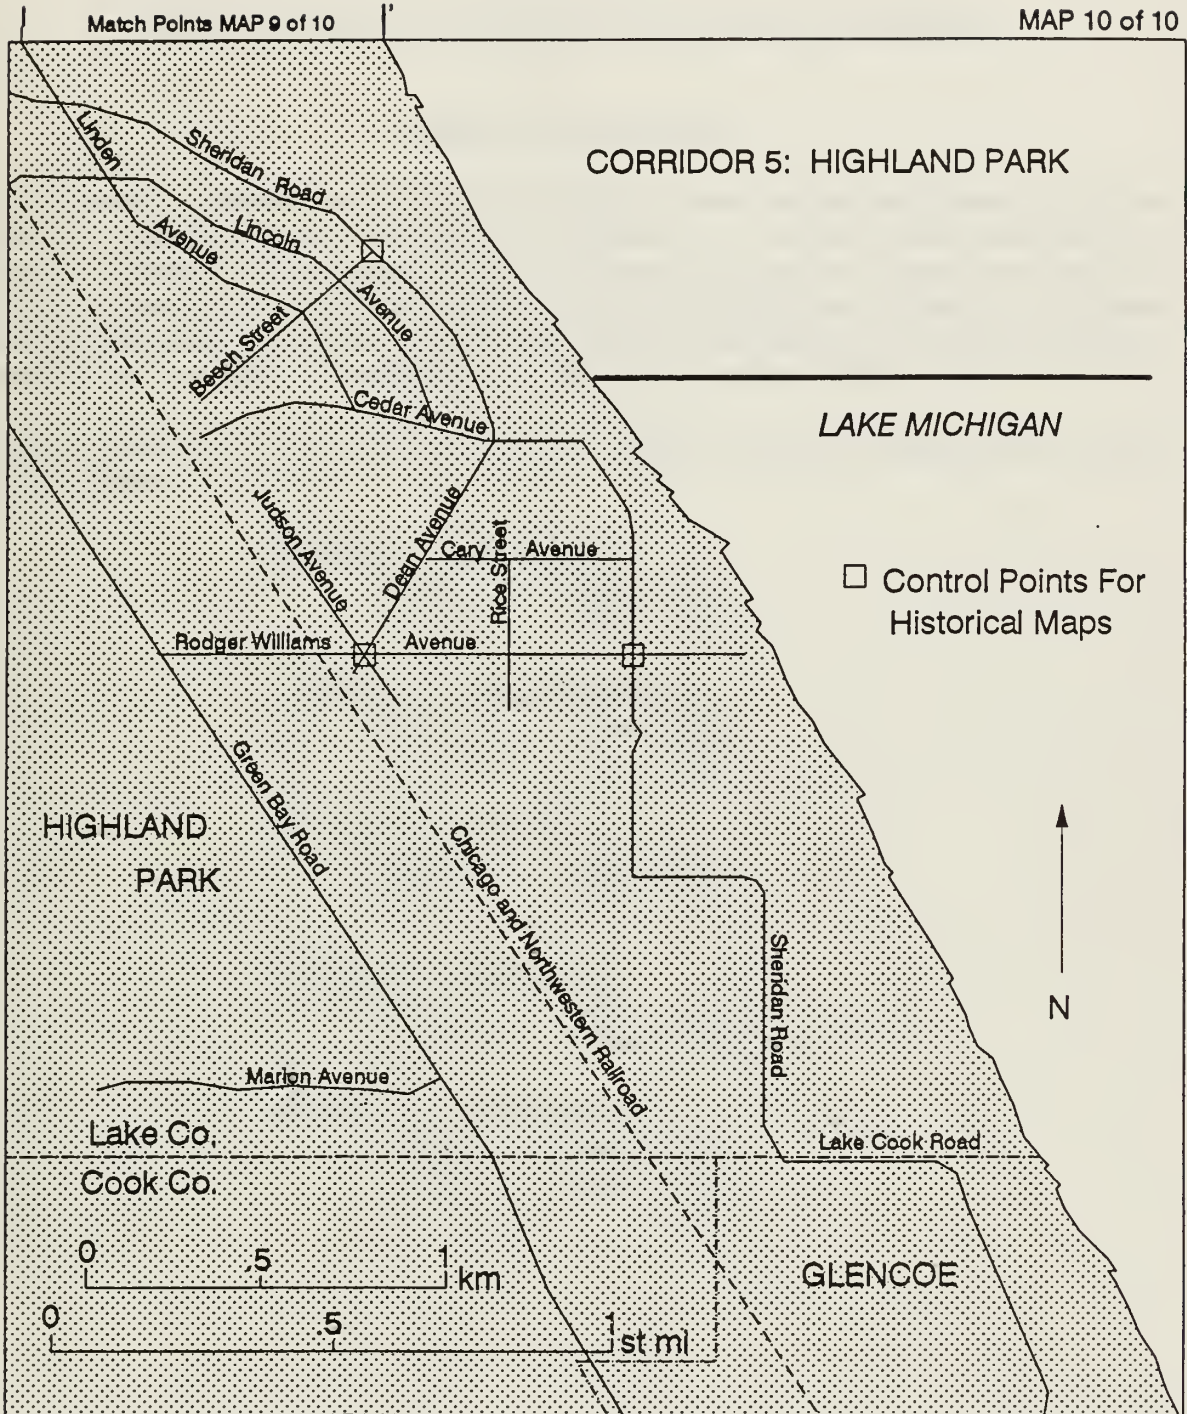 Match Points MAP 9 of 10
MAP 10 of 10
CORRIDOR 5: HIGHLAND PARK
Linden
Avenue
Sheridan Road
Lincoln
Avenue
Beech Street
Cedar Avenue
LAKE MICHIGAN
Judson Avenue
Dean Avenue
Cary Avenue
Rice Street
Control Points For
Historical Maps
Rodger Williams Avenue
Green Bay Road
HIGHLAND
PARK
Chicago and Northwestern Railroad
Sheridan Road
N
Marion Avenue
Lake Co.
Lake Cook Road
Cook Co.
0 .5 1 km
GLENCOE
0 .5 1 st mi